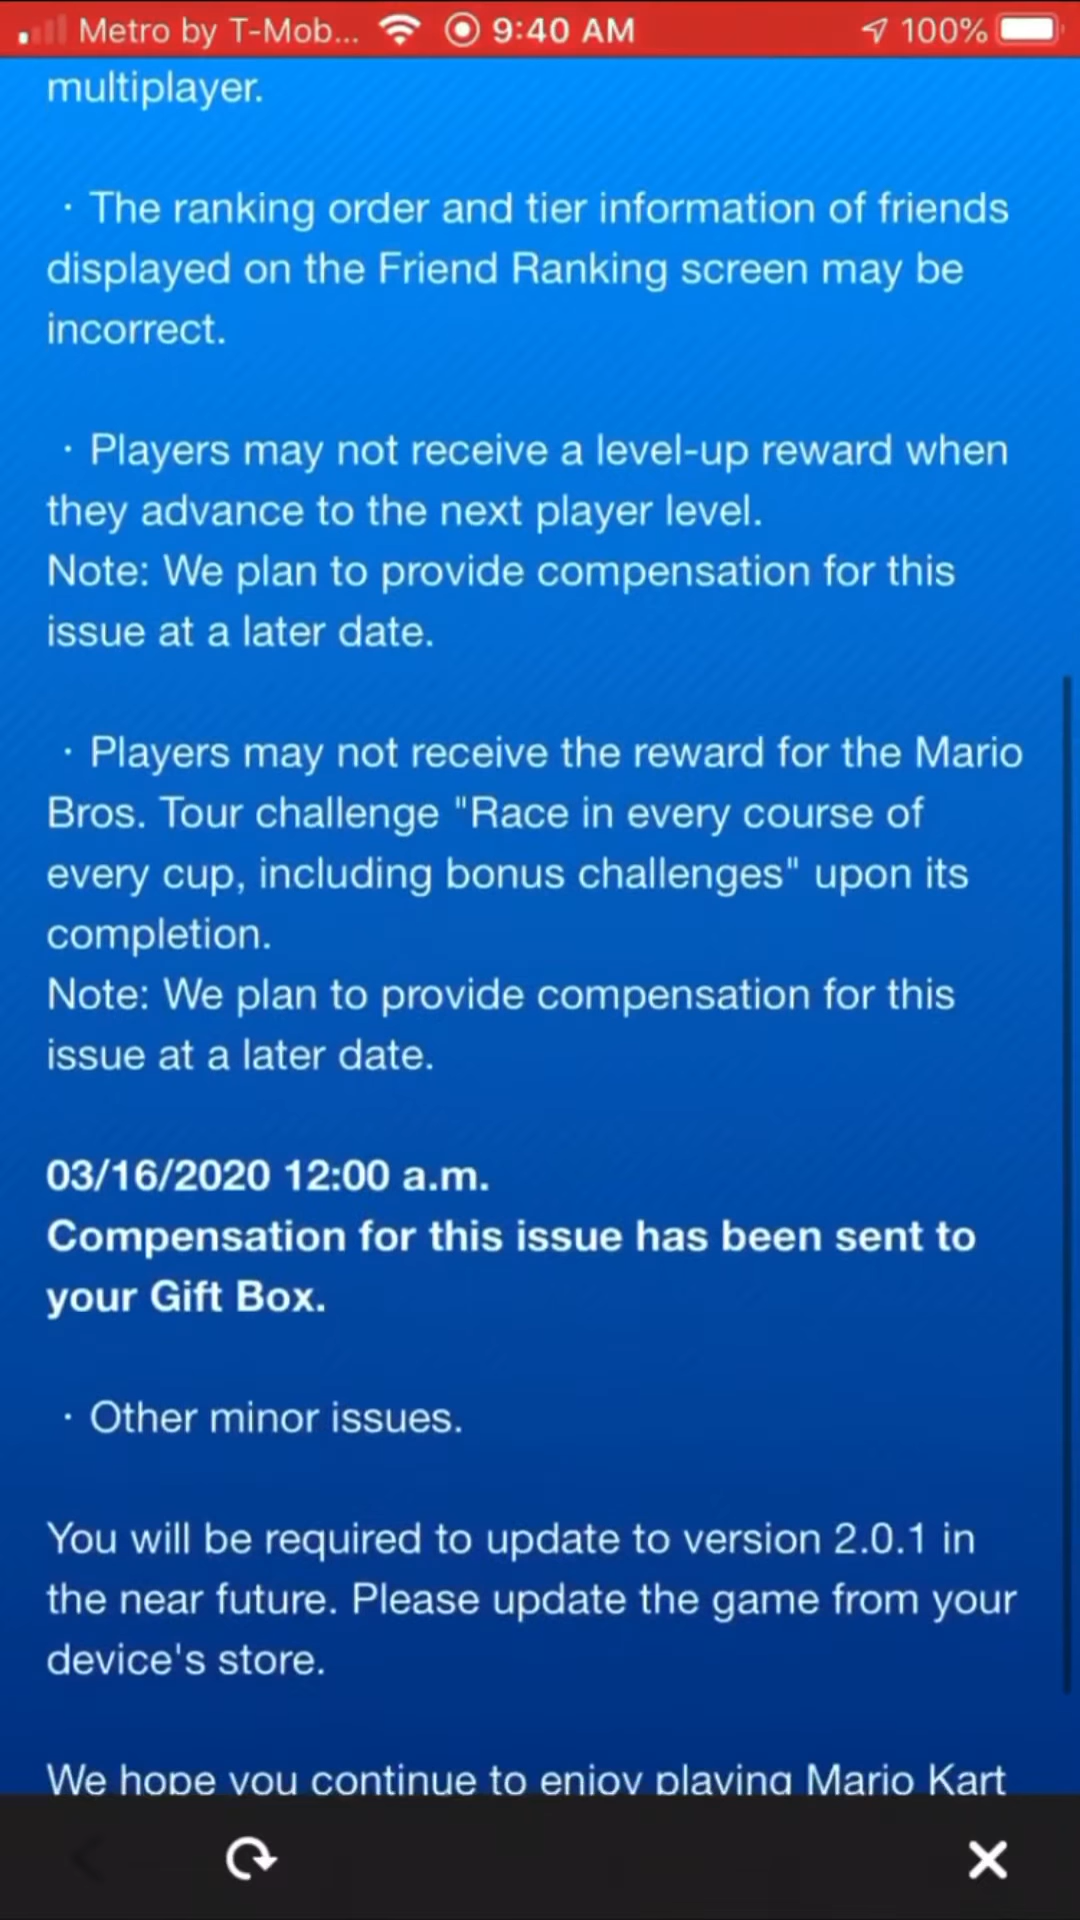 Metro by T-Mob... 9:40 AM 100%
multiplayer.
· The ranking order and tier information of friends
displayed on the Friend Ranking screen may be
incorrect.
· Players may not receive a level-up reward when
they advance to the next player level.
Note: We plan to provide compensation for this
issue at a later date.
· Players may not receive the reward for the Mario
Bros. Tour challenge "Race in every course of
every cup, including bonus challenges" upon its
completion.
Note: We plan to provide compensation for this
issue at a later date.
03/16/2020 12:00 a.m.
Compensation for this issue has been sent to
your Gift Box.
· Other minor issues.
You will be required to update to version 2.0.1 in
the near future. Please update the game from your
device's store.
We hope you continue to enjoy playing Mario Kart